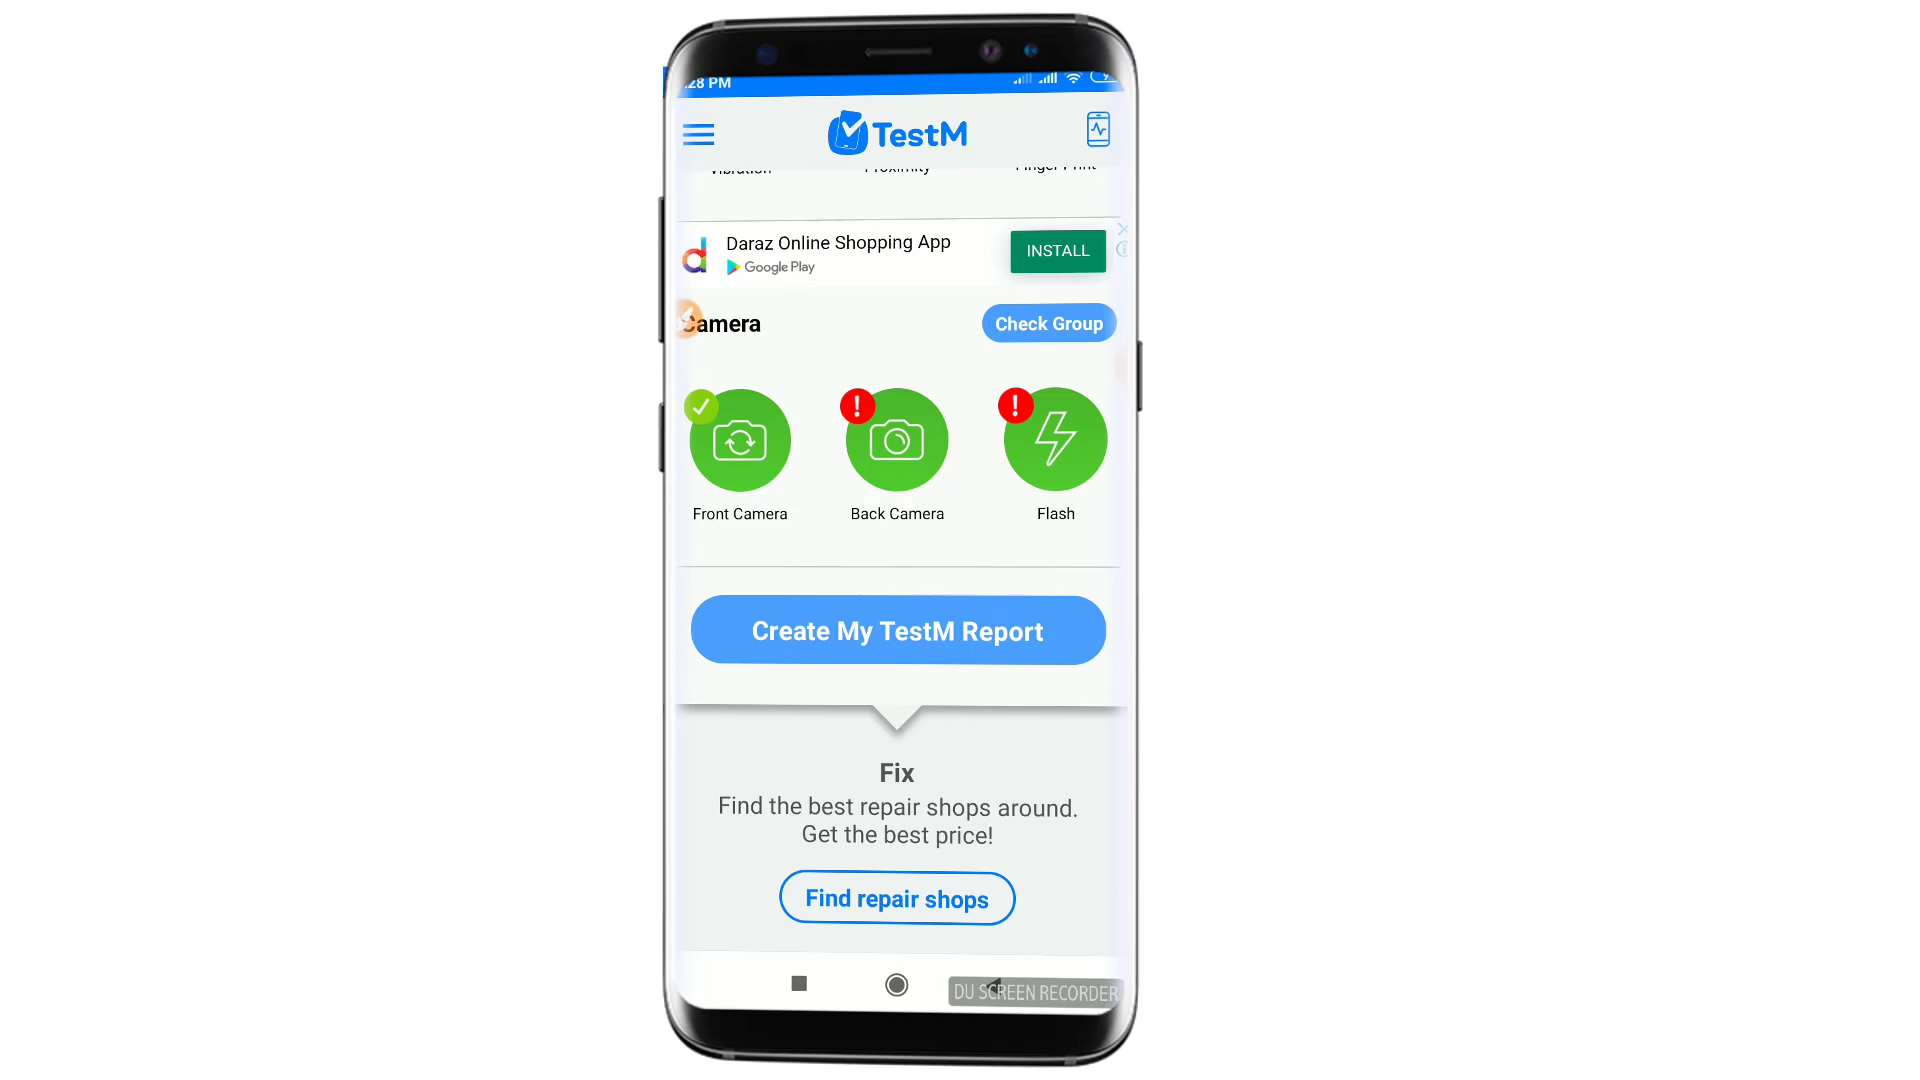 :28 PM
TestM
Vibration Proximity Finger Print
Daraz Online Shopping App
Google Play
INSTALL
Camera
Check Group
Front Camera Back Camera Flash
Create My TestM Report
Fix
Find the best repair shops around.
Get the best price!
Find repair shops
DU SCREEN RECORDER